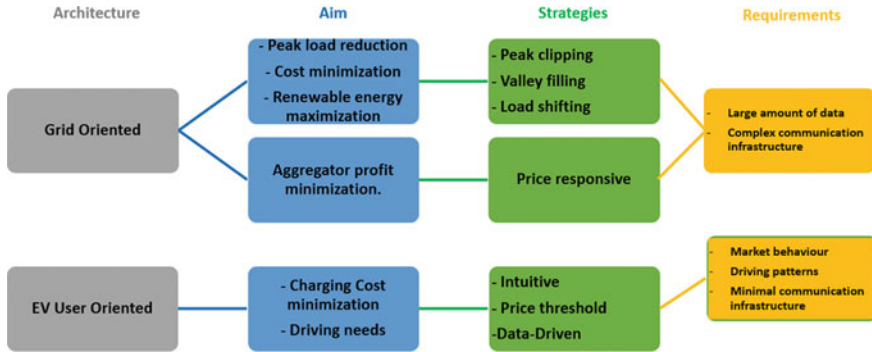 Architecture
Aim
Strategies
Requirements
Grid Oriented
- Peak load reduction
- Cost minimization
- Renewable energy
maximization
- Peak clipping
- Valley filling
- Load shifting
- Large amount of data
- Complex communication
infrastructure
Aggregator profit
minimization.
Price responsive
EV User Oriented
- Charging Cost
minimization
- Driving needs
- Intuitive
- Price threshold
-Data-Driven
- Market behaviour
- Driving patterns
- Minimal communication
infrastructure